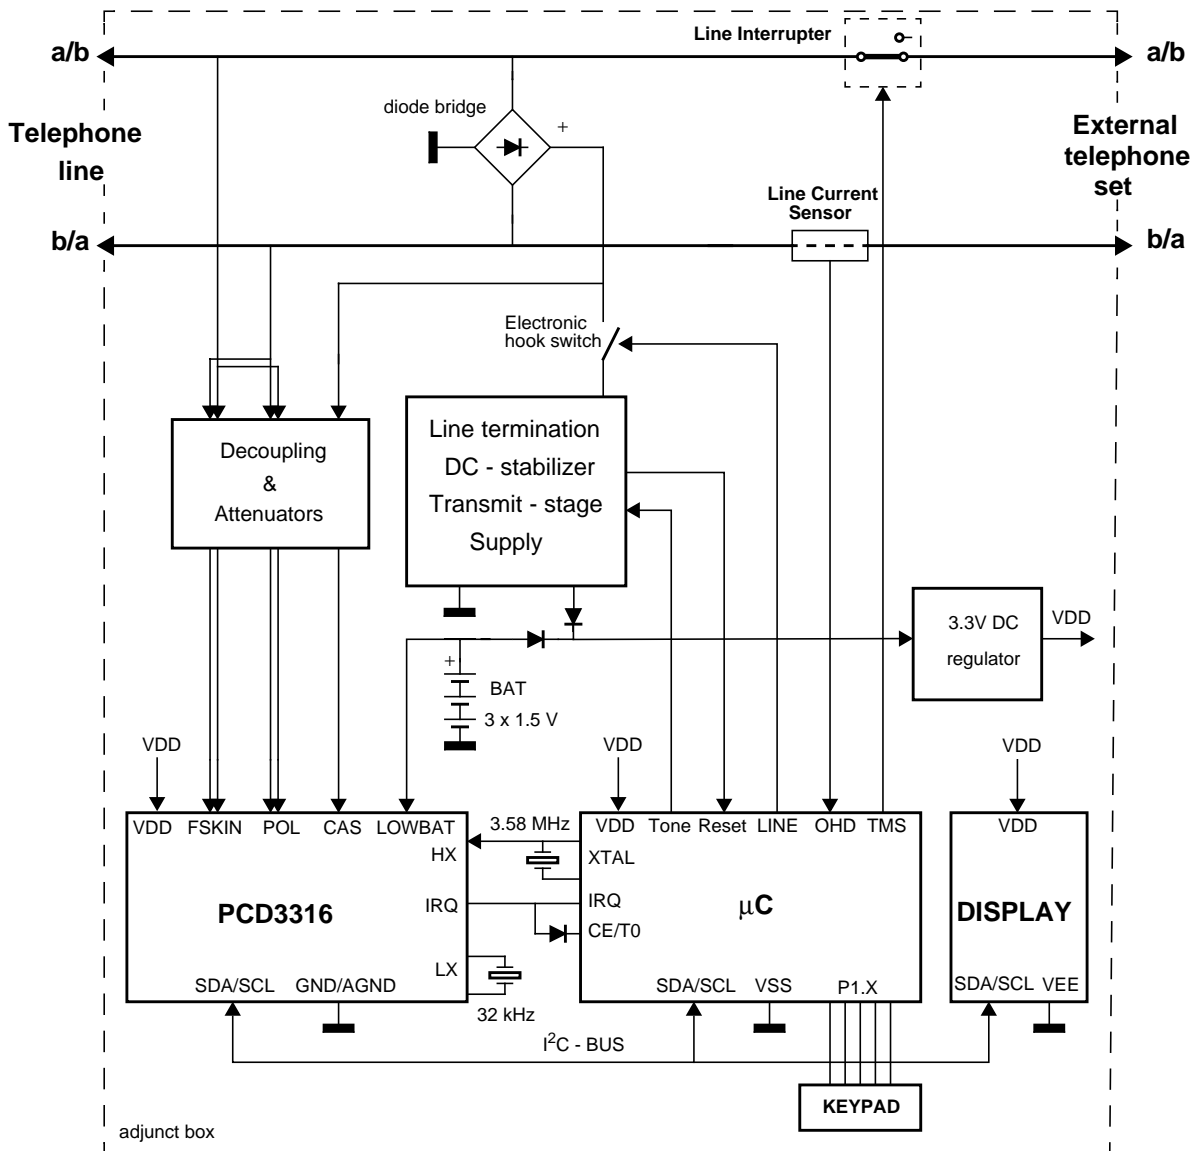 Line Interrupter
a/b
a/b
diode bridge
+
Telephone
line
External
telephone
set
Line Current
Sensor
b/a
b/a
Electronic
hook switch
Decoupling
&
Attenuators
Line termination
DC - stabilizer
Transmit - stage
Supply
3.3V DC
regulator
VDD
+
BAT
3 x 1.5 V
VDD
VDD
VDD
VDD
FSKIN
POL
CAS
LOWBAT
HX
IRQ
LX
PCD3316
SDA/SCL
GND/AGND
3.58 MHz
32 kHz
VDD
Tone
Reset
LINE
OHD
TMS
XTAL
IRQ
CE/T0
µC
SDA/SCL
VSS
P1.X
VDD
DISPLAY
SDA/SCL
VEE
I²C - BUS
KEYPAD
adjunct box